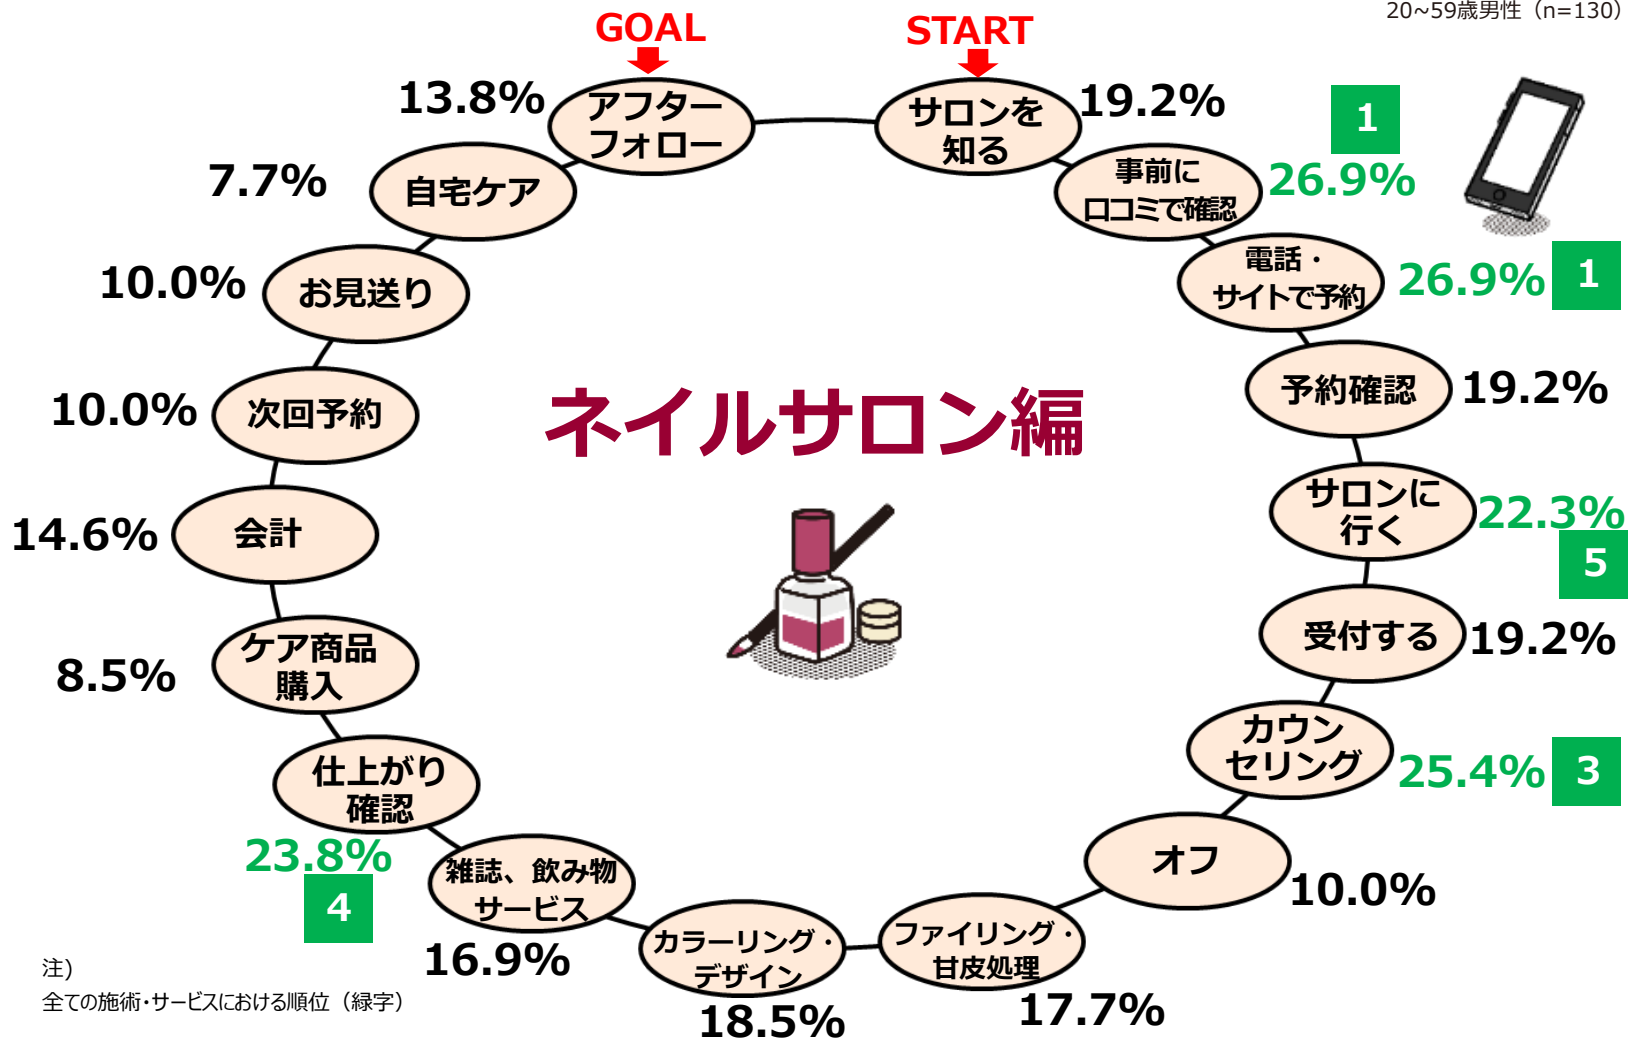 20~59歳男性（n=130）
GOAL
START
サロンを
知る
19.2%
事前に
口コミで確認
26.9%
1
電話・
サイトで予約
26.9%
1
予約確認
19.2%
サロンに
行く
22.3%
5
受付する
19.2%
カウン
セリング
25.4%
3
オフ
10.0%
ファイリング・
甘皮処理
17.7%
カラーリング・
デザイン
18.5%
雑誌、飲み物
サービス
16.9%
仕上がり
確認
23.8%
4
ケア商品
購入
8.5%
会計
14.6%
次回予約
10.0%
お見送り
10.0%
自宅ケア
7.7%
アフター
フォロー
13.8%
ネイルサロン編
注)
全ての施術・サービスにおける順位（緑字）